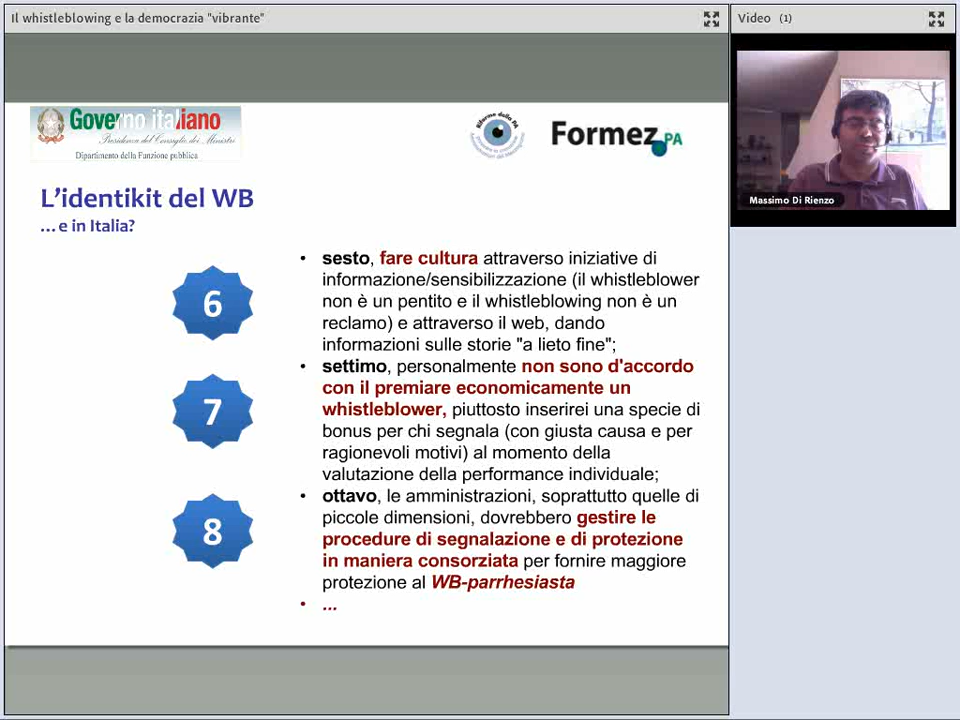 Il whistleblowing e la democrazia "vibrante"
Video (1)
Governo italiano
Presidenza del Consiglio dei Ministri
Dipartimento della Funzione pubblica
Riforme della PA
Formez PA
Massimo Di Rienzo
L’identikit del WB
…e in Italia?
6
• sesto, fare cultura attraverso iniziative di
informazione/sensibilizzazione (il whistleblower
non è un pentito e il whistleblowing non è un
reclamo) e attraverso il web, dando
informazioni sulle storie "a lieto fine";
7
• settimo, personalmente non sono d'accordo
con il premiare economicamente un
whistleblower, piuttosto inserirei una specie di
bonus per chi segnala (con giusta causa e per
ragionevoli motivi) al momento della
valutazione della performance individuale;
8
• ottavo, le amministrazioni, soprattutto quelle di
piccole dimensioni, dovrebbero gestire le
procedure di segnalazione e di protezione
in maniera consorziata per fornire maggiore
protezione al WB-parrhesiasta
• ...